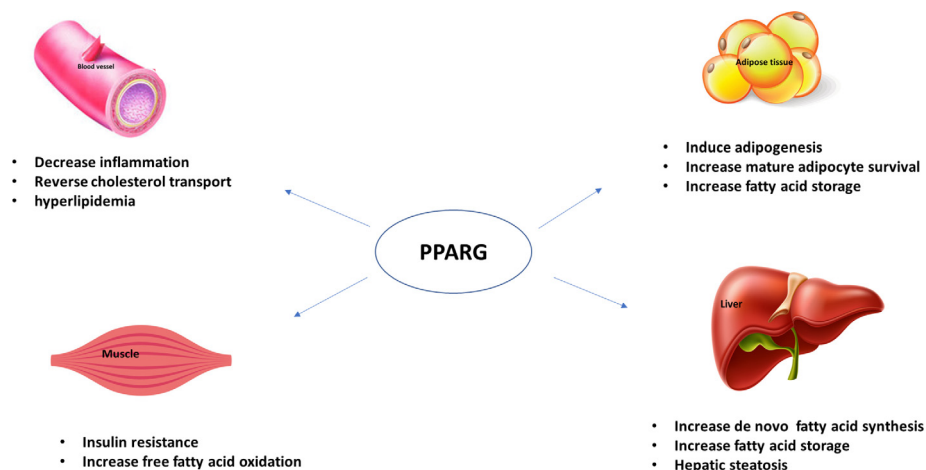 Blood vessel
• Decrease inflammation
• Reverse cholesterol transport
• hyperlipidemia
Adipose tissue
• Induce adipogenesis
• Increase mature adipocyte survival
• Increase fatty acid storage
PPARG
Muscle
• Insulin resistance
• Increase free fatty acid oxidation
Liver
• Increase de novo  fatty acid synthesis
• Increase fatty acid storage
• Hepatic steatosis